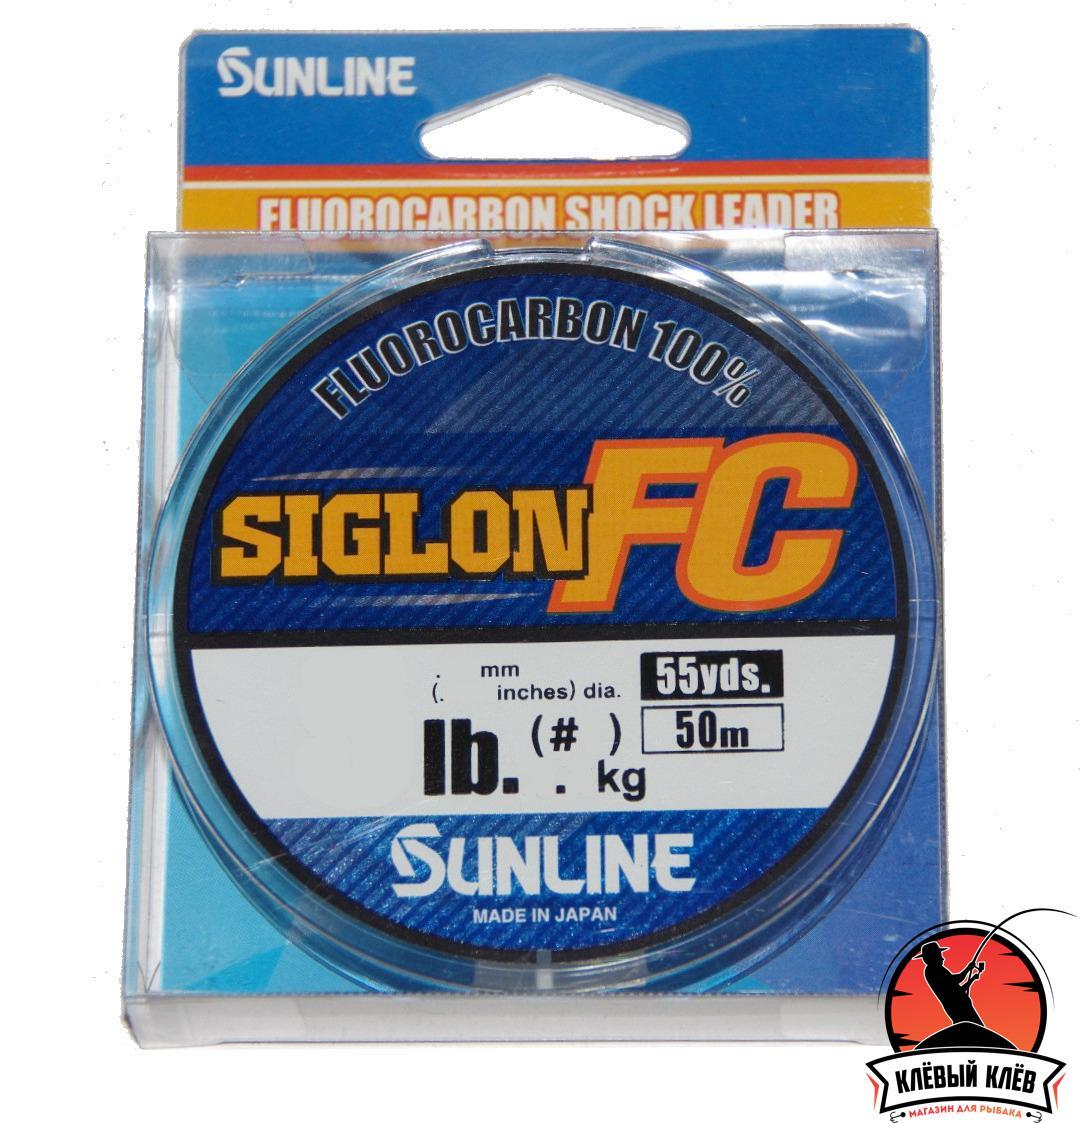 SUNLINE
FLUOROCARBON SHOCK LEADER
FLUOROCARBON 100%
SIGLON FC
. mm
(. inches) dia.
55yds.
lb. (# )
50m
. kg
SUNLINE
MADE IN JAPAN
КЛЁВЫЙ КЛЁВ
МАГАЗИН ДЛЯ РЫБАКА